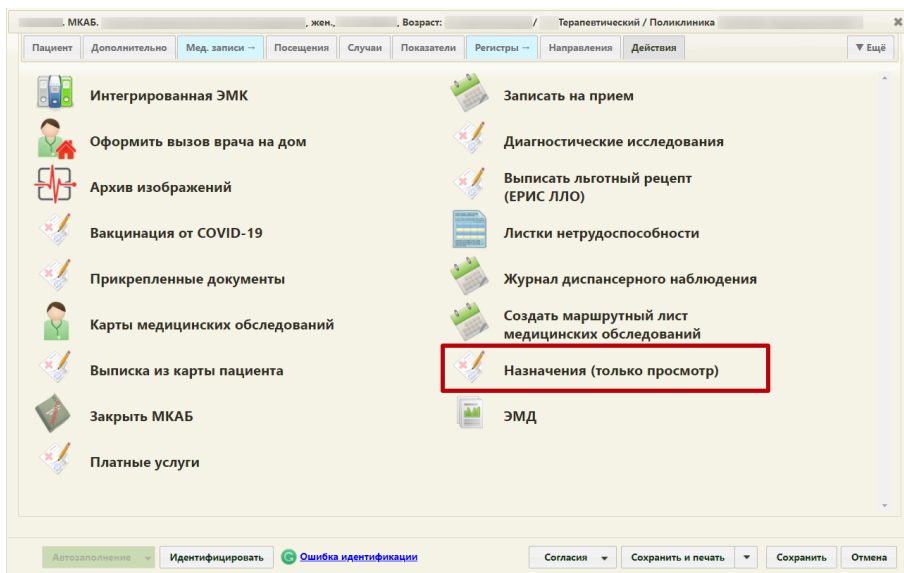 МКАБ. , жен., , Возраст: / Терапевтический / Поликлиника
Пациент Дополнительно Мед. записи → Посещения Случаи Показатели Регистры → Направления Действия ▼ Ещё
Интегрированная ЭМК
Записать на прием
Оформить вызов врача на дом
Диагностические исследования
Архив изображений
Выписать льготный рецепт
(ЕРИС ЛЛО)
Вакцинация от COVID-19
Листки нетрудоспособности
Прикрепленные документы
Журнал диспансерного наблюдения
Карты медицинских обследований
Создать маршрутный лист
медицинских обследований
Выписка из карты пациента
Назначения (только просмотр)
Закрыть МКАБ
ЭМД
Платные услуги
Автозаполнение Идентифицировать Ошибка идентификации Согласия Сохранить и печать Сохранить Отмена